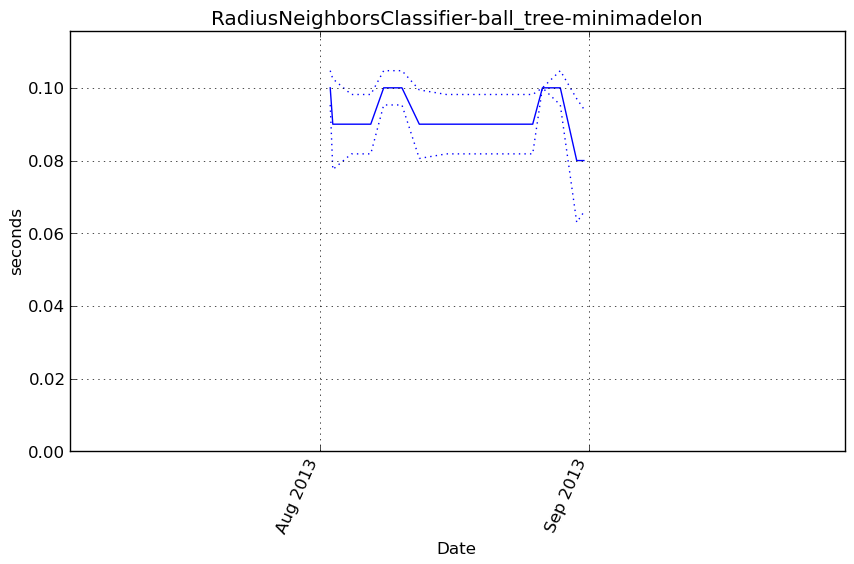 RadiusNeighborsClassifier-ball_tree-minimadelon
0.10
0.08
0.06
0.04
0.02
0.00
seconds
Aug 2013
Sep 2013
Date